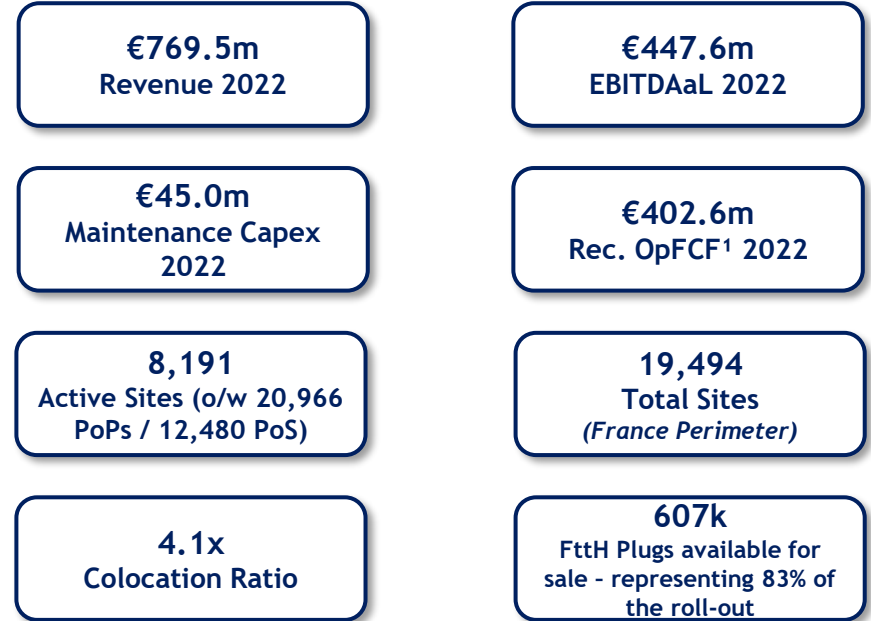 €769.5m
Revenue 2022
€447.6m
EBITDAaL 2022
€45.0m
Maintenance Capex
2022
€402.6m
Rec. OpFCF¹ 2022
8,191
Active Sites (o/w 20,966
PoPs / 12,480 PoS)
19,494
Total Sites
(France Perimeter)
4.1x
Colocation Ratio
607k
FttH Plugs available for
sale – representing 83% of
the roll-out